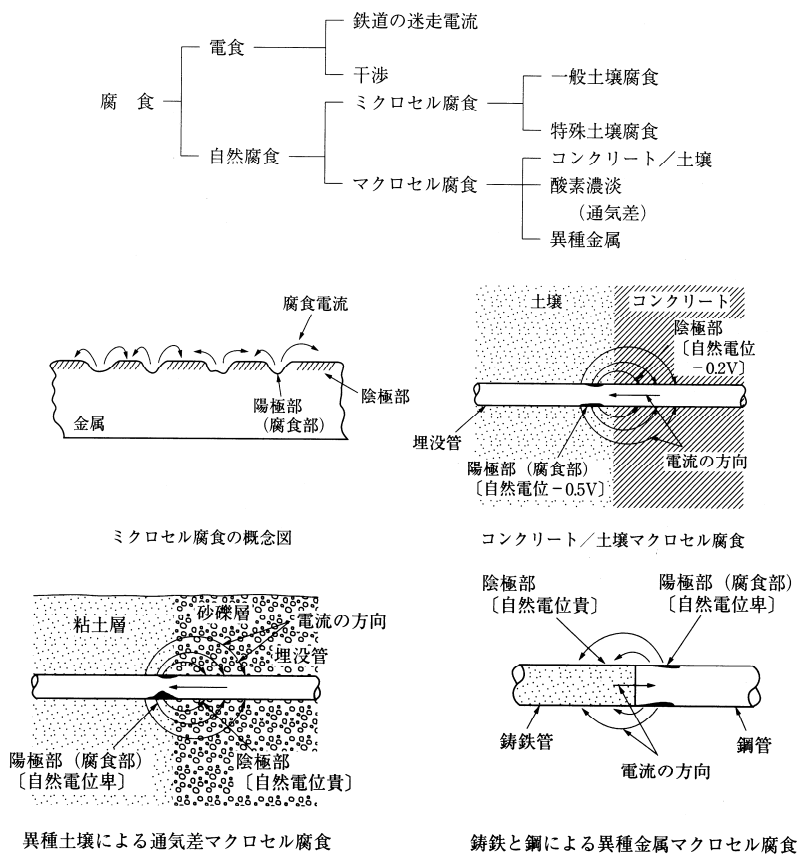 鉄道の迷走電流
電食
干渉
一般土壌腐食
腐 食
ミクロセル腐食
特殊土壌腐食
自然腐食
コンクリート/土壌
マクロセル腐食
酸素濃淡
(通気差)
異種金属
腐食電流
陰極部
陽極部
(腐食部)
金属
ミクロセル腐食の概念図
土壌
コンクリート
陰極部
〔自然電位
-0.2V〕
埋没管
陽極部(腐食部)
〔自然電位-0.5V〕
電流の方向
コンクリート/土壌マクロセル腐食
粘土層
砂礫層
電流の方向
埋没管
陽極部(腐食部)
〔自然電位卑〕
陰極部
〔自然電位貴〕
異種土壌による通気差マクロセル腐食
陰極部
〔自然電位貴〕
陽極部(腐食部)
〔自然電位卑〕
鋳鉄管
鋼管
電流の方向
鋳鉄と鋼による異種金属マクロセル腐食